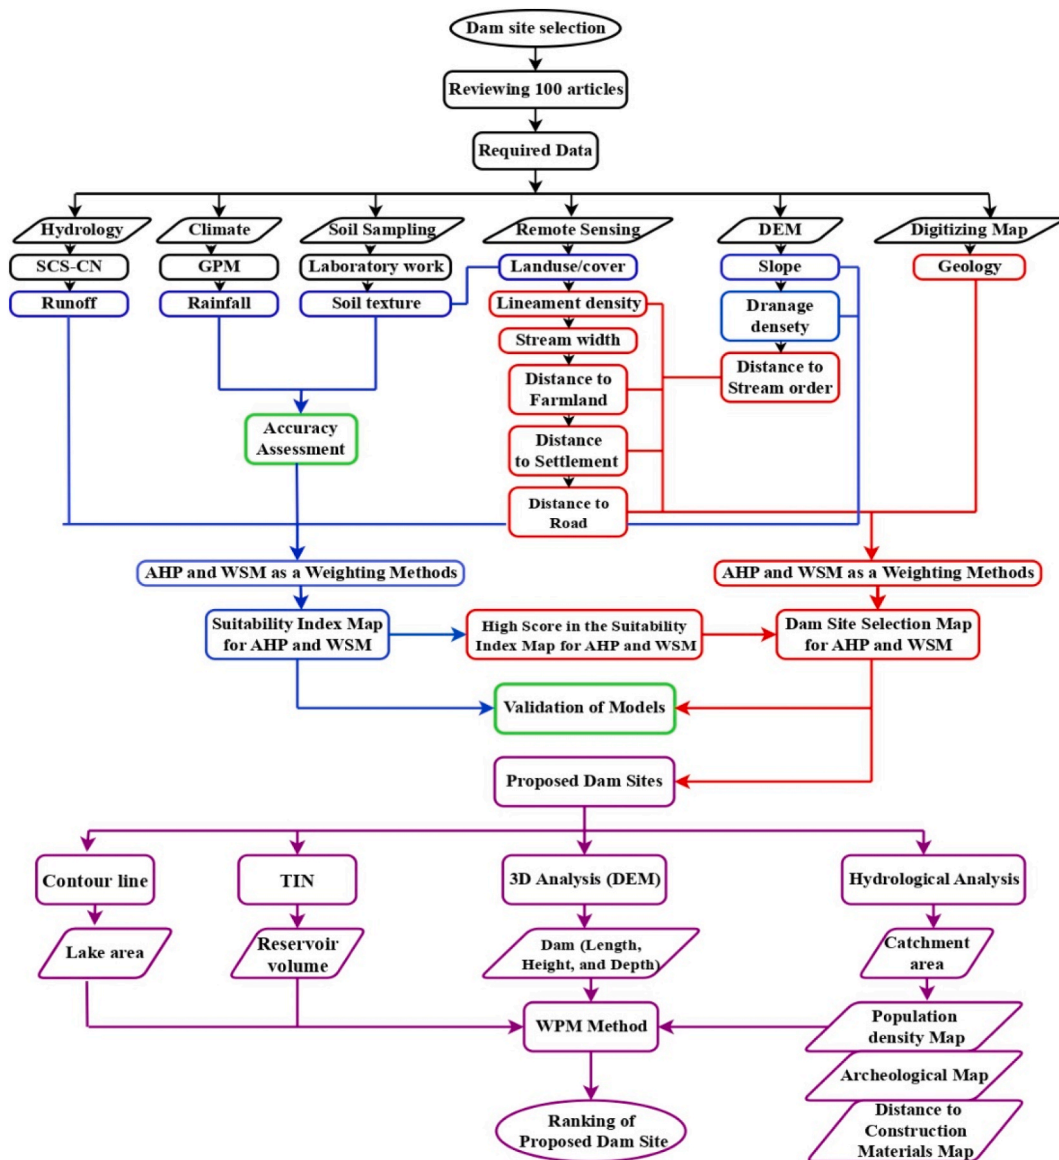 Dam site selection
Reviewing 100 articles
Required Data
Hydrology
Climate
Soil Sampling
Remote Sensing
DEM
Digitizing Map
SCS-CN
GPM
Laboratory work
Landuse/cover
Slope
Geology
Runoff
Rainfall
Soil texture
Lineament density
Dranage
densety
Stream width
Distance to
Stream order
Distance to
Farmland
Accuracy
Assessment
Distance
to Settlement
Distance to
Road
AHP and WSM as a Weighting Methods
AHP and WSM as a Weighting Methods
Suitability Index Map
for AHP and WSM
High Score in the Suitability
Index Map for AHP and WSM
Dam Site Selection Map
for AHP and WSM
Validation of Models
Proposed Dam Sites
Contour line
TIN
3D Analysis (DEM)
Hydrological Analysis
Lake area
Reservoir
volume
Dam (Length,
Height, and Depth)
Catchment
area
WPM Method
Population
density Map
Archeological Map
Ranking of
Proposed Dam Site
Distance to
Construction
Materials Map